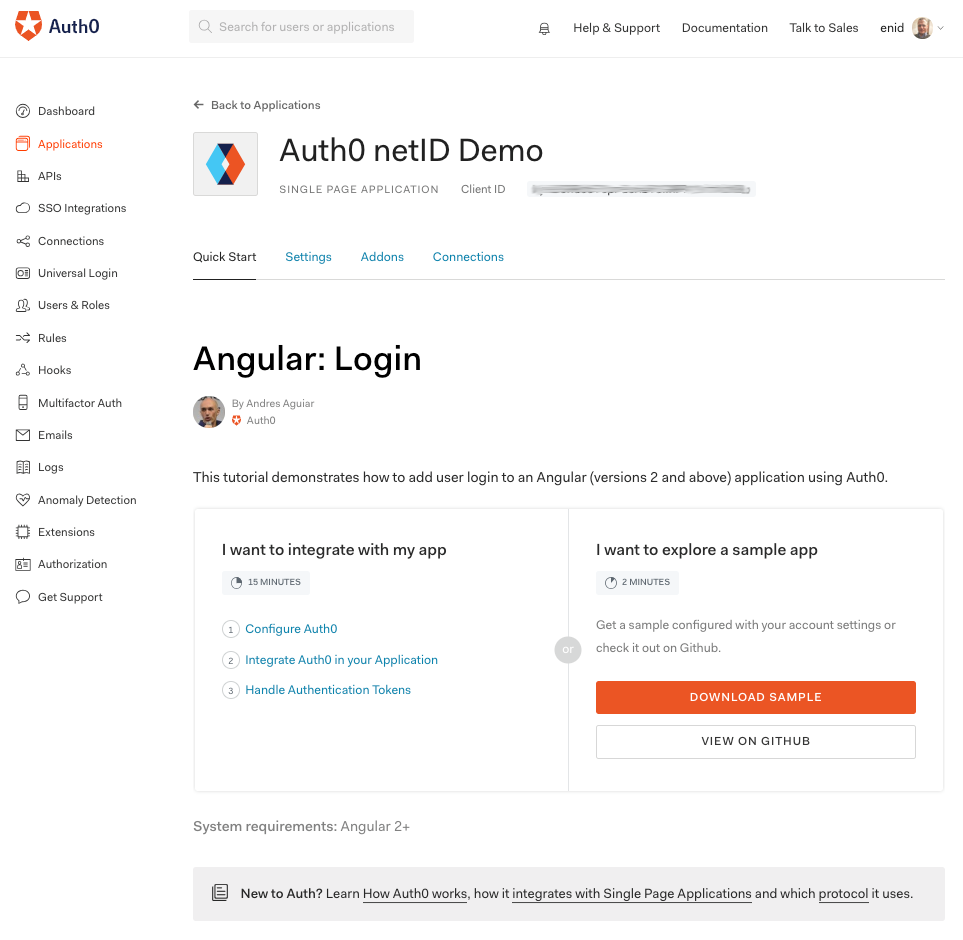 Auth0
Search for users or applications
Help & Support
Documentation
Talk to Sales
enid
Dashboard
Applications
APIs
SSO Integrations
Connections
Universal Login
Users & Roles
Rules
Hooks
Multifactor Auth
Emails
Logs
Anomaly Detection
Extensions
Authorization
Get Support
Back to Applications
Auth0 netID Demo
SINGLE PAGE APPLICATION Client ID
Quick Start Settings Addons Connections
Angular: Login
By Andres Aguiar
Auth0
This tutorial demonstrates how to add user login to an Angular (versions 2 and above) application using Auth0.
I want to integrate with my app
15 MINUTES
1 Configure Auth0
2 Integrate Auth0 in your Application
3 Handle Authentication Tokens
or
I want to explore a sample app
2 MINUTES
Get a sample configured with your account settings or
check it out on Github.
DOWNLOAD SAMPLE
VIEW ON GITHUB
System requirements: Angular 2+
New to Auth? Learn How Auth0 works, how it integrates with Single Page Applications and which protocol it uses.